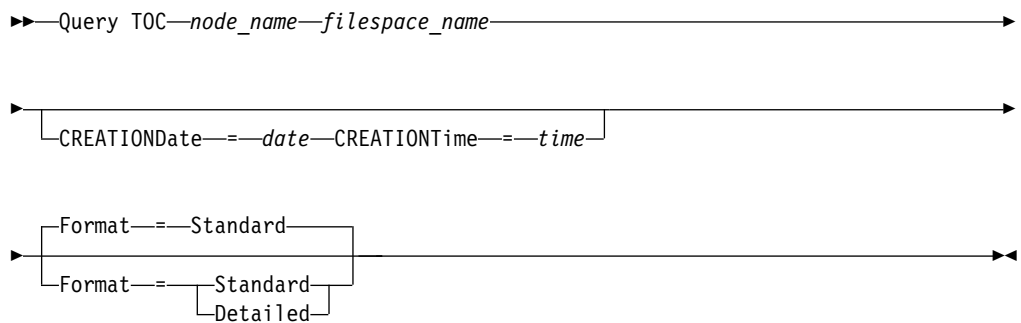 Query TOC node_name filespace_name
CREATIONDate = date CREATIONTime = time
Format = Standard
Format = Standard
Detailed